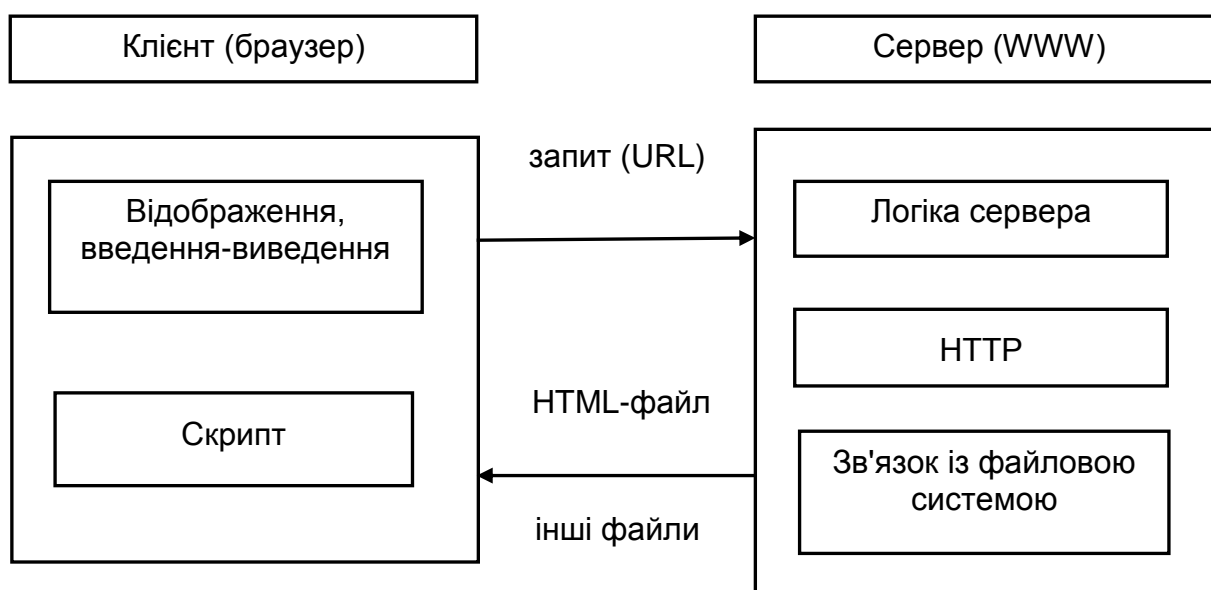 Клієнт (браузер)
Сервер (WWW)
запит (URL)
Відображення,
введення-виведення
Логіка сервера
HTTP
HTML-файл
Скрипт
Зв'язок із файловою
системою
інші файли